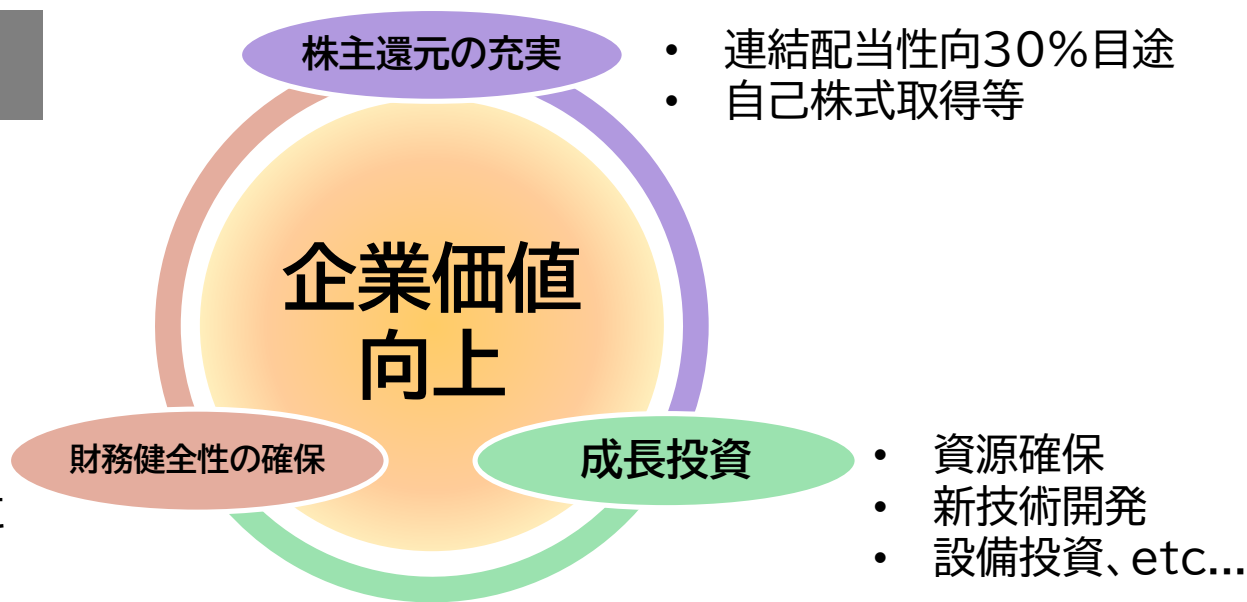 株主還元の充実
• 連結配当性向30%目途
• 自己株式取得等
企業価値
向上
財務健全性の確保
成長投資
• 資源確保
• 新技術開発
• 設備投資、etc...